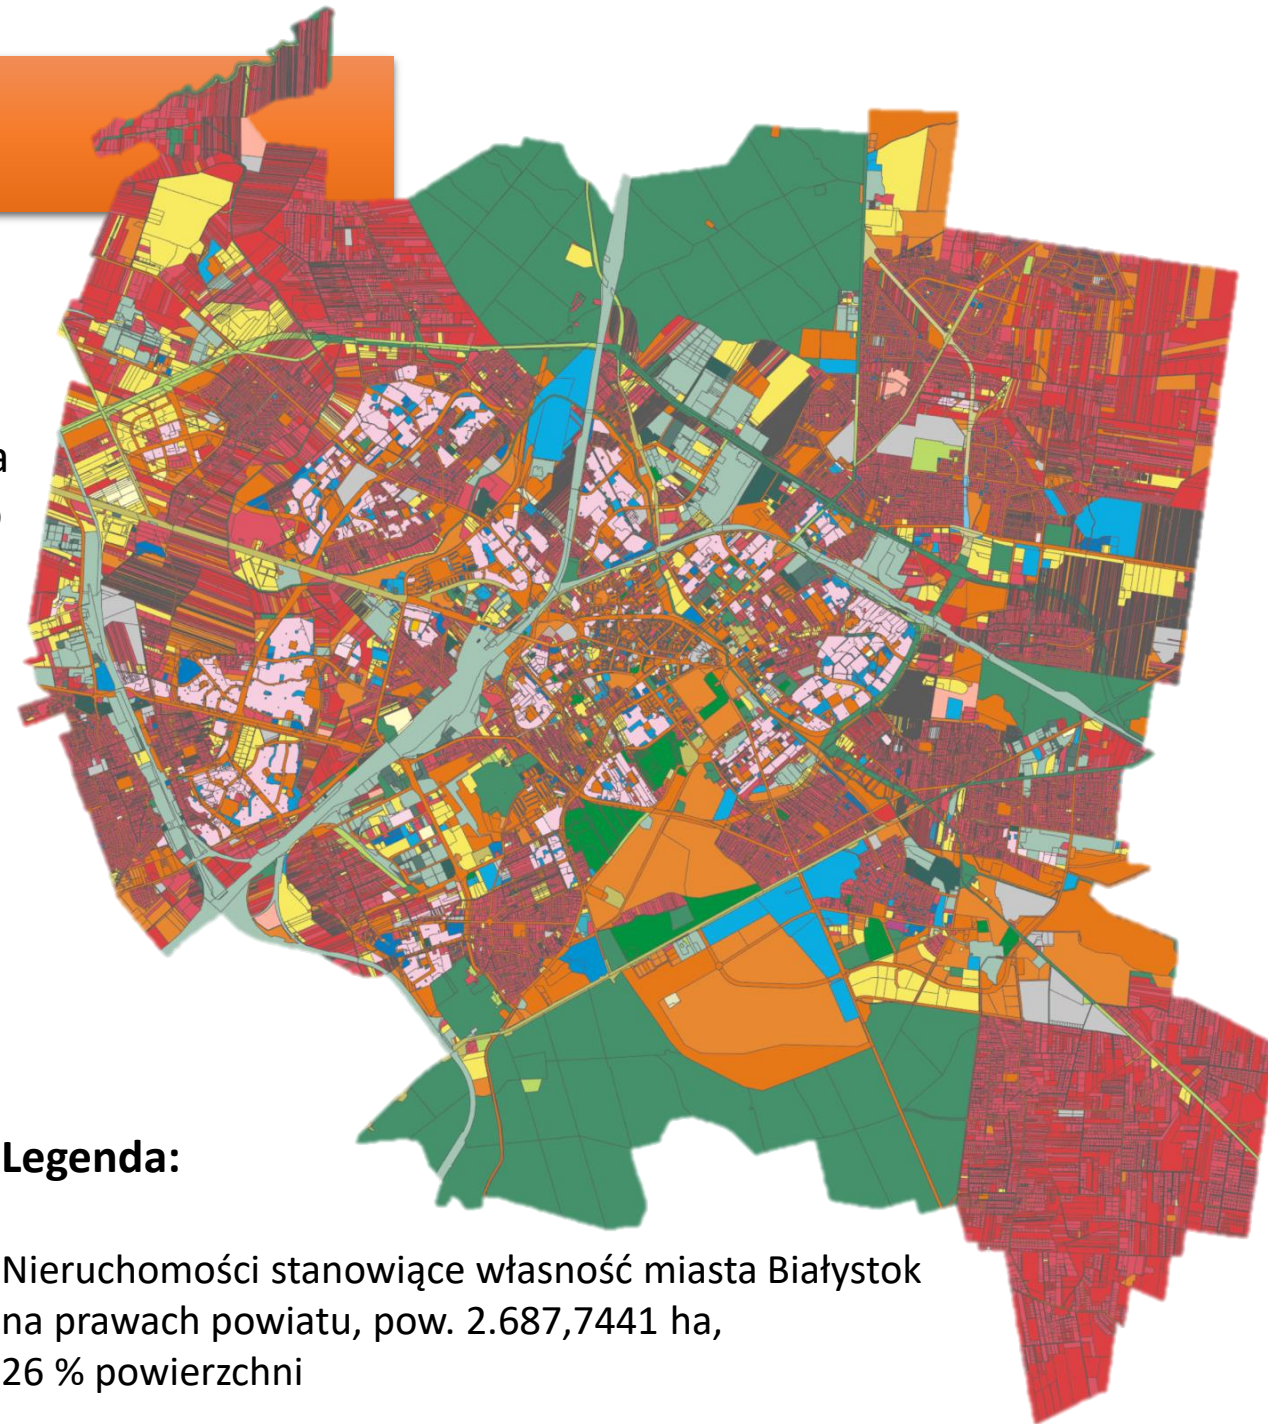 a
Legenda:
Nieruchomości stanowiące własność miasta Białystok
na prawach powiatu, pow. 2.687,7441 ha,
26 % powierzchni